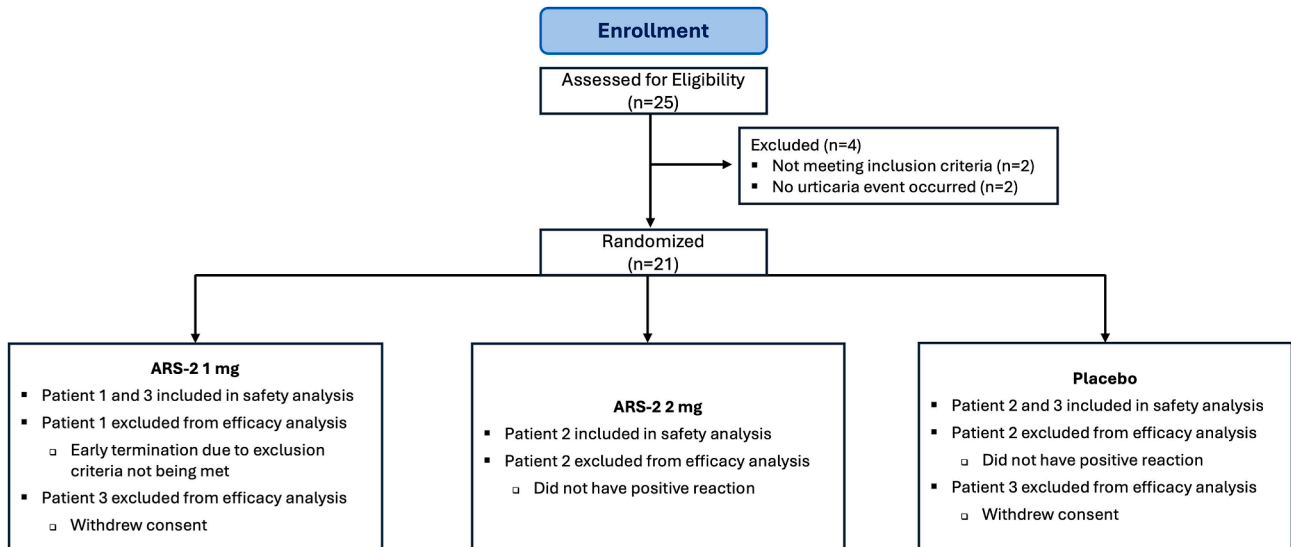 Enrollment
Assessed for Eligibility
(n=25)
Excluded (n=4)
▪ Not meeting inclusion criteria (n=2)
▪ No urticaria event occurred (n=2)
Randomized
(n=21)
ARS-2 1 mg
▪ Patient 1 and 3 included in safety analysis
▪ Patient 1 excluded from efficacy analysis
❑ Early termination due to exclusion
criteria not being met
▪ Patient 3 excluded from efficacy analysis
❑ Withdrew consent
ARS-2 2 mg
▪ Patient 2 included in safety analysis
▪ Patient 2 excluded from efficacy analysis
❑ Did not have positive reaction
Placebo
▪ Patient 2 and 3 included in safety analysis
▪ Patient 2 excluded from efficacy analysis
❑ Did not have positive reaction
▪ Patient 3 excluded from efficacy analysis
❑ Withdrew consent